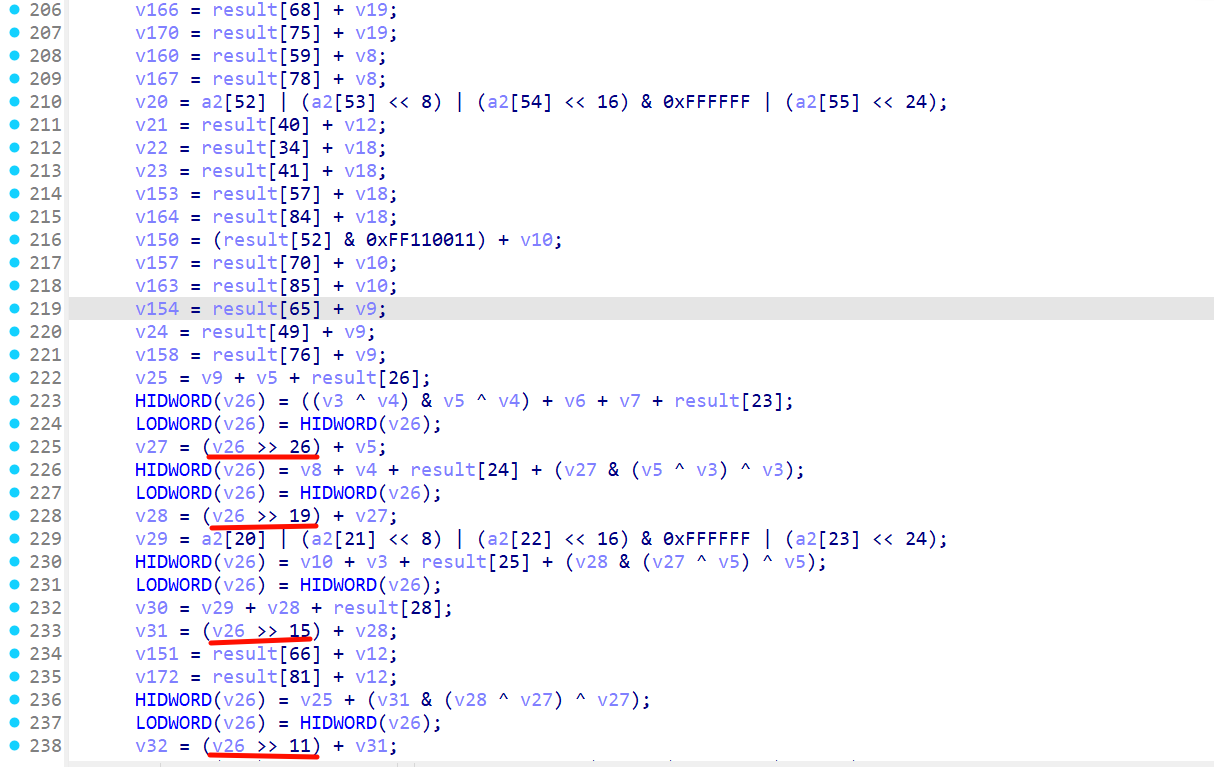 206 v166 = result[68] + v19;
207 v170 = result[75] + v19;
208 v160 = result[59] + v8;
209 v167 = result[78] + v8;
210 v20 = a2[52] | (a2[53] << 8) | (a2[54] << 16) & 0xFFFFFF | (a2[55] << 24);
211 v21 = result[40] + v12;
212 v22 = result[34] + v18;
213 v23 = result[41] + v18;
214 v153 = result[57] + v18;
215 v164 = result[84] + v18;
216 v150 = (result[52] & 0xFF110011) + v10;
217 v157 = result[70] + v10;
218 v163 = result[85] + v10;
219 v154 = result[65] + v9;
220 v24 = result[49] + v9;
221 v158 = result[76] + v9;
222 v25 = v9 + v5 + result[26];
223 HIDWORD(v26) = ((v3 ^ v4) & v5 ^ v4) + v6 + v7 + result[23];
224 LODWORD(v26) = HIDWORD(v26);
225 v27 = (v26 >> 26) + v5;
226 HIDWORD(v26) = v8 + v4 + result[24] + (v27 & (v5 ^ v3) ^ v3);
227 LODWORD(v26) = HIDWORD(v26);
228 v28 = (v26 >> 19) + v27;
229 v29 = a2[20] | (a2[21] << 8) | (a2[22] << 16) & 0xFFFFFF | (a2[23] << 24);
230 HIDWORD(v26) = v10 + v3 + result[25] + (v28 & (v27 ^ v5) ^ v5);
231 LODWORD(v26) = HIDWORD(v26);
232 v30 = v29 + v28 + result[28];
233 v31 = (v26 >> 15) + v28;
234 v151 = result[66] + v12;
235 v172 = result[81] + v12;
236 HIDWORD(v26) = v25 + (v31 & (v28 ^ v27) ^ v27);
237 LODWORD(v26) = HIDWORD(v26);
238 v32 = (v26 >> 11) + v31;